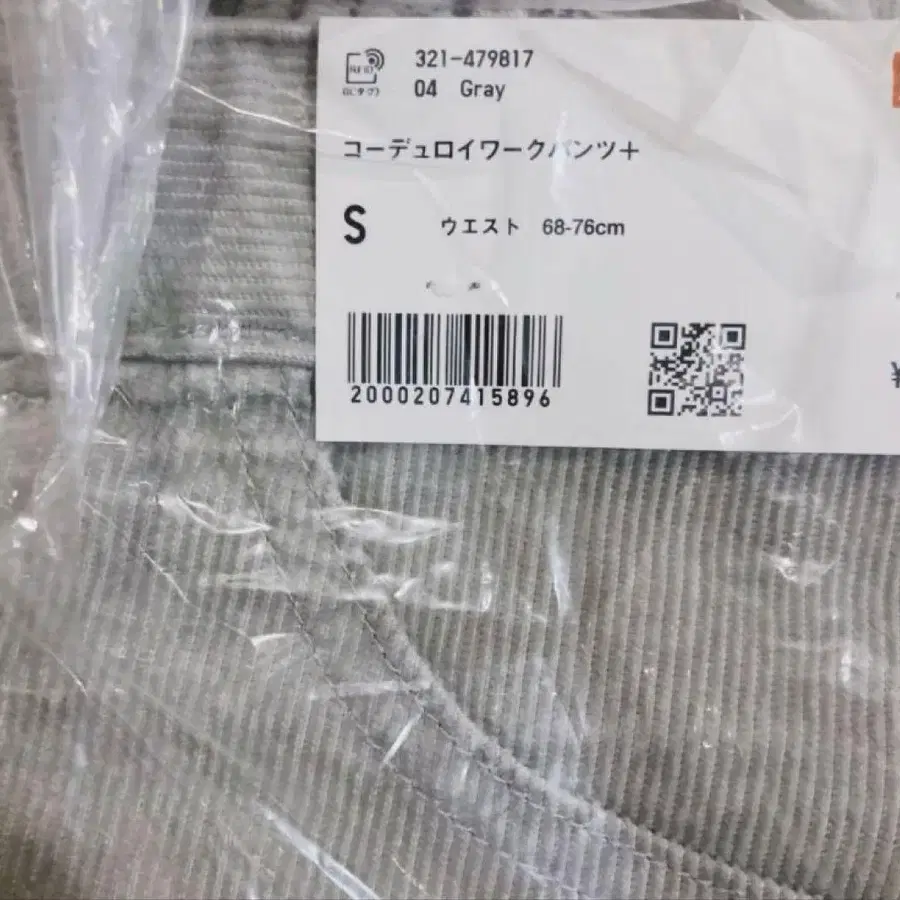 RFID
(ICタグ)
321-479817
04 Gray
コーデュロイワークパンツ+
S ウエスト 68-76cm
2000207415896
¥